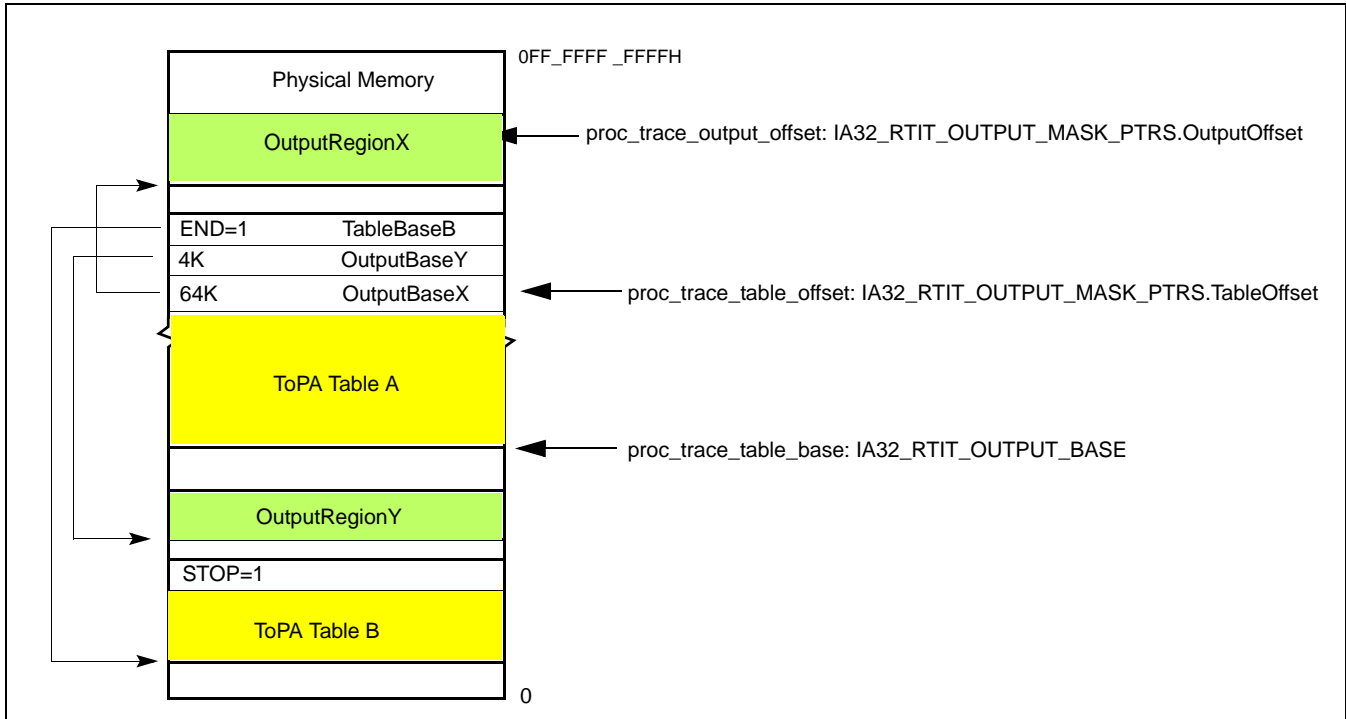 0FF_FFFF _FFFFH
Physical Memory
OutputRegionX
proc_trace_output_offset: IA32_RTIT_OUTPUT_MASK_PTRS.OutputOffset
END=1 TableBaseB
4K OutputBaseY
64K OutputBaseX
proc_trace_table_offset: IA32_RTIT_OUTPUT_MASK_PTRS.TableOffset
ToPA Table A
proc_trace_table_base: IA32_RTIT_OUTPUT_BASE
OutputRegionY
STOP=1
ToPA Table B
0